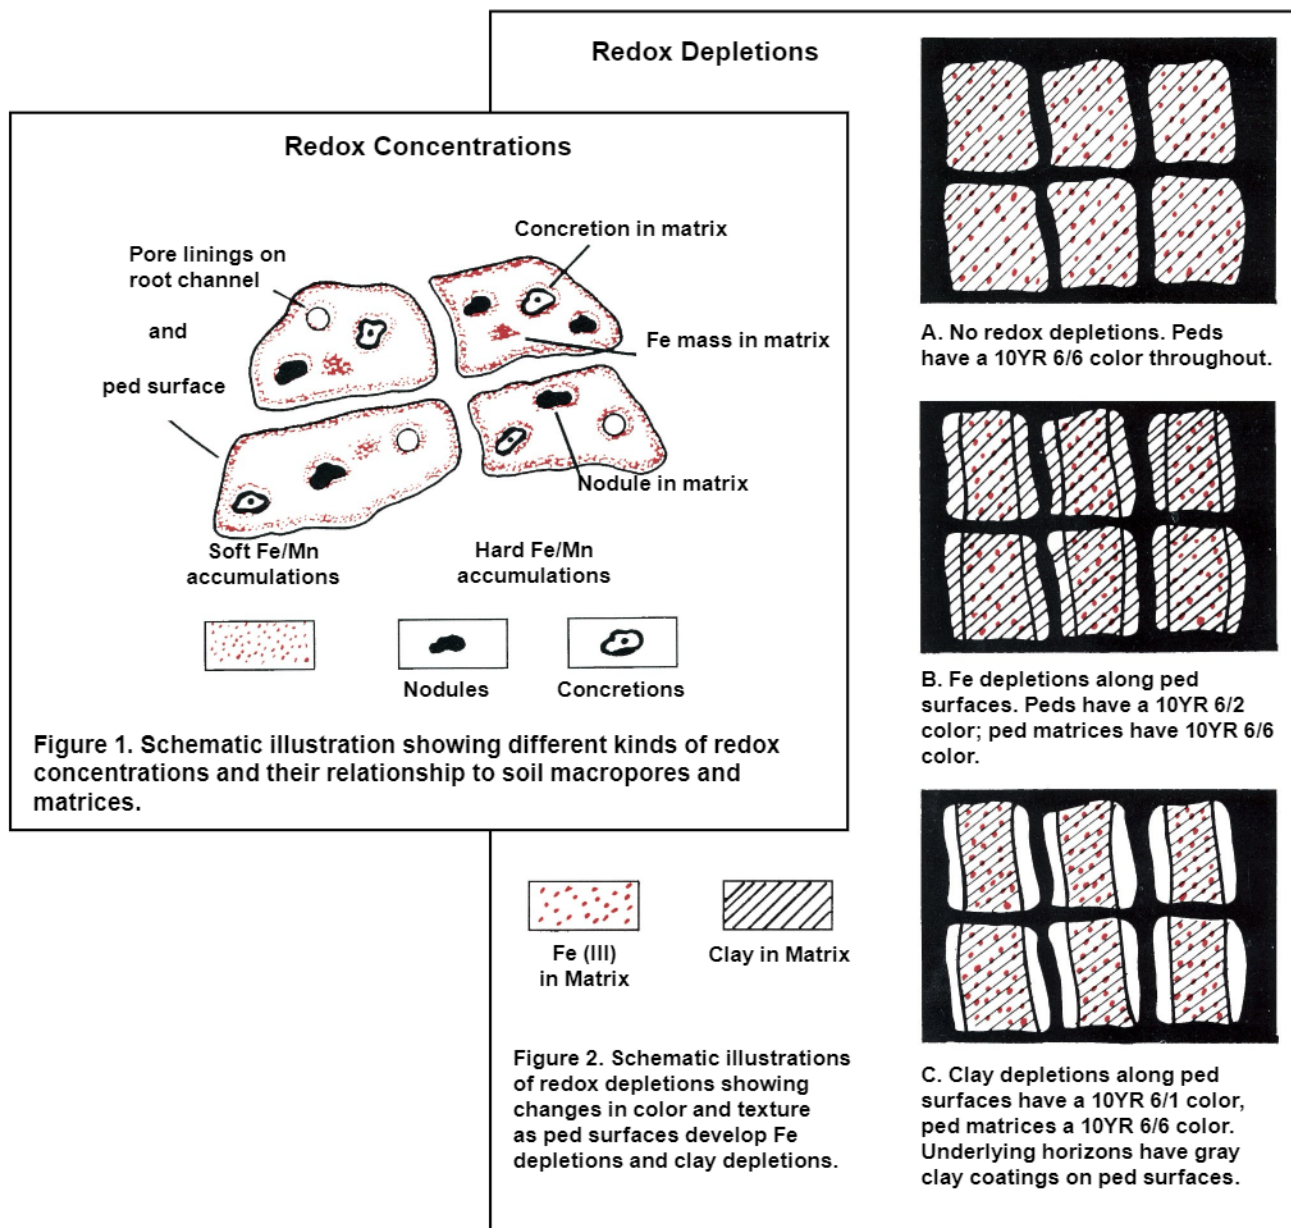 Redox Depletions
Redox Concentrations
Concretion in matrix
Pore linings on
root channel
and
Fe mass in matrix
ped surface
Nodule in matrix
Soft Fe/Mn
accumulations
Hard Fe/Mn
accumulations
Nodules
Concretions
Figure 1. Schematic illustration showing different kinds of redox
concentrations and their relationship to soil macropores and
matrices.
A. No redox depletions. Peds
have a 10YR 6/6 color throughout.
B. Fe depletions along ped
surfaces. Peds have a 10YR 6/2
color; ped matrices have 10YR 6/6
color.
Fe (III)
in Matrix
Clay in Matrix
Figure 2. Schematic illustrations
of redox depletions showing
changes in color and texture
as ped surfaces develop Fe
depletions and clay depletions.
C. Clay depletions along ped
surfaces have a 10YR 6/1 color,
ped matrices a 10YR 6/6 color.
Underlying horizons have gray
clay coatings on ped surfaces.